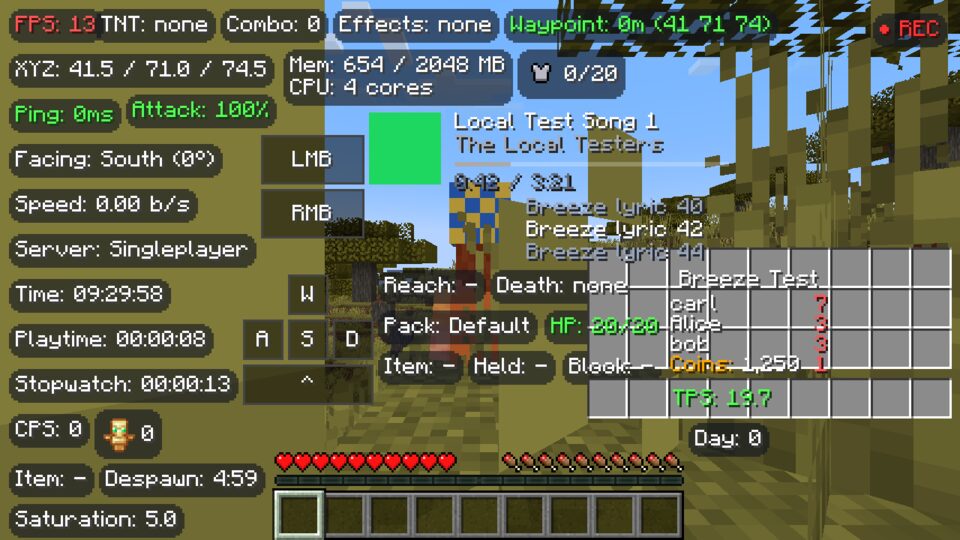 FPS: 13 TNT: none Combo: 0 Effects: none Waypoint: 0m (41 71 74) REC
XYZ: 41.5 / 71.0 / 74.5 Mem: 654 / 2048 MB
CPU: 4 cores
0/20
Ping: 0ms Attack: 100%
Local Test Song 1
The Local Testers
0:42 / 3:21
Breeze lyric 40
Breeze lyric 42
Breeze lyric 44
Facing: South (0°) LMB
Speed: 0.00 b/s RMB
Server: Singleplayer
Time: 09:29:58 W
Reach: - Death: none
Breeze Test
carl 7
Alice 3
bob 3
Coins: 1,250 1
Playtime: 00:00:08 A S D
Pack: Default HP: 20/20
Stopwatch: 00:00:13 ^
Item: - Held: - Block: -
TPS: 19.7
CPS: 0 0
Day: 0
Item: - Despawn: 4:59
Saturation: 5.0